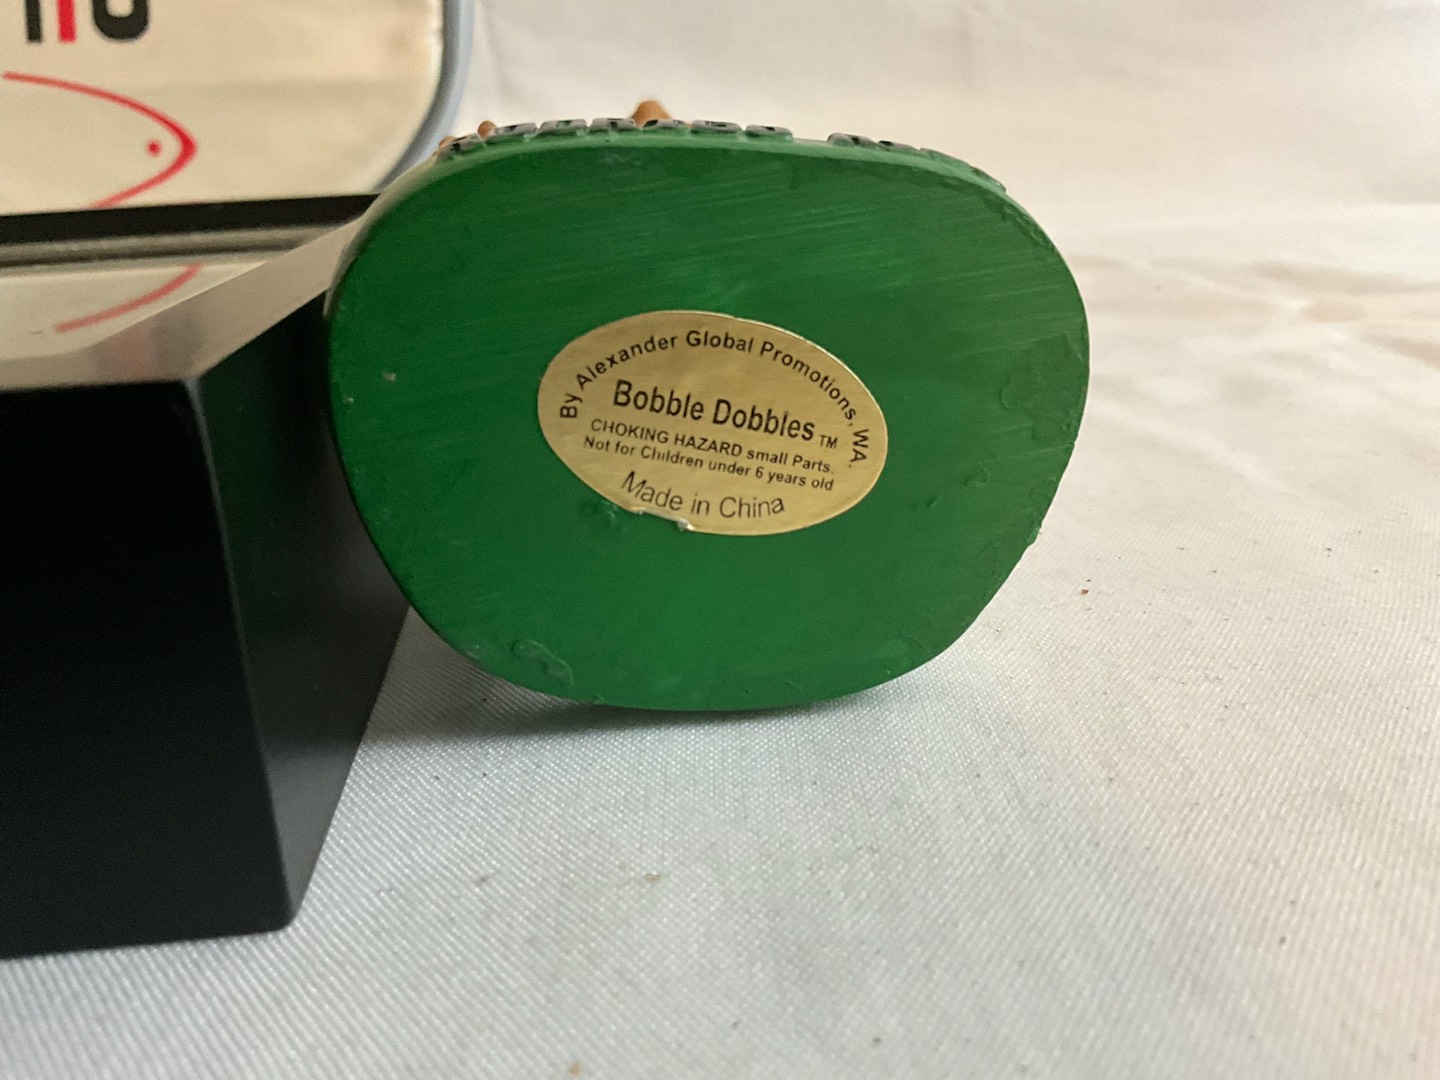 By Alexander Global Promotions, WA.
Bobble Dobbles TM
CHOKING HAZARD small Parts.
Not for Children under 6 years old
Made in China